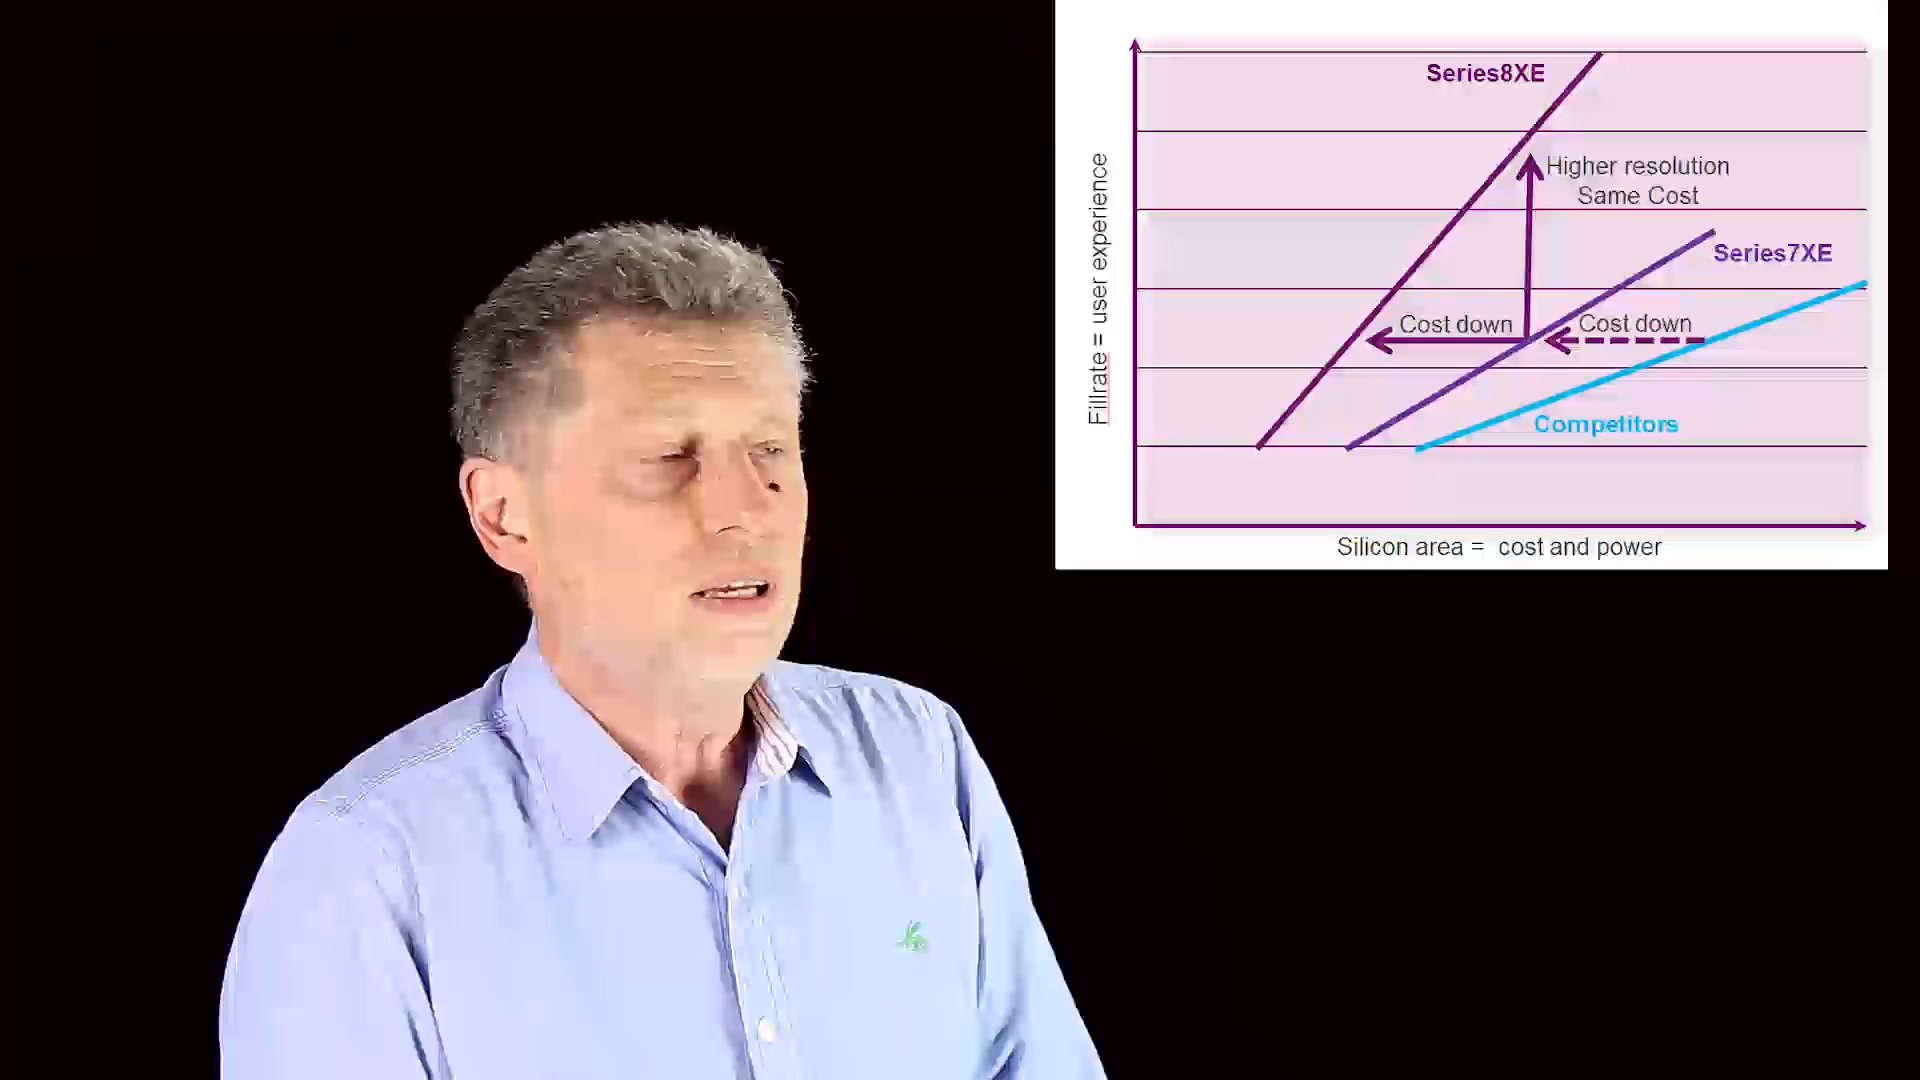 Series8XE
Higher resolution
Same Cost
Series7XE
Cost down
Cost down
Competitors
Fillrate = user experience
Silicon area = cost and power